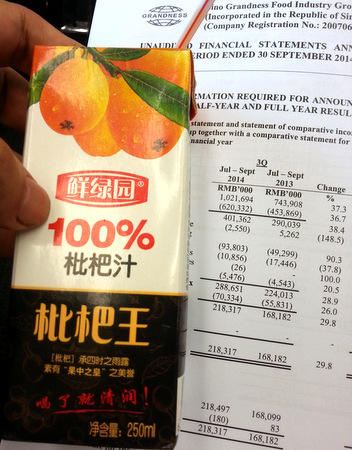 鲜绿园®
100%
枇杷汁
枇杷王
[枇杷] 承四时之雨露
素有“果中之皇”之美誉
喝了就清润!
净含量: 250ml
GRANDNESS
ino Grandness Food Industry Gro
(Incorporated in the Republic of Sin
(Company Registration No.: 200706
UNAUD FINANCIAL STATEMENTS AN
ERIOD ENDED 30 SEPTEMBER 2014
RMATION REQUIRED FOR ANNOUN
ALF-YEAR AND FULL YEAR RESUL
statement and statement of comparative inco
up together with a comparative statement for
nancial year
3Q
Jul – Sept Jul – Sept
2014 2013 Change
RMB'000 RMB'000 %
1,021,694 743,908 37.3
(620,332) (453,869) 36.7
401,362 290,039 38.4
(2,550) 5,262 (148.5)
(93,803) (49,299) 90.3
(10,856) (17,446) (37.8)
(26) - 100.0
(5,476) (4,543) 20.5
288,651 224,013 28.9
(70,334) (55,831) 26.0
218,317 168,182 29.8
- - -
218,317 168,182 29.8
218,497 168,099
(180) 83
218,317 168,182